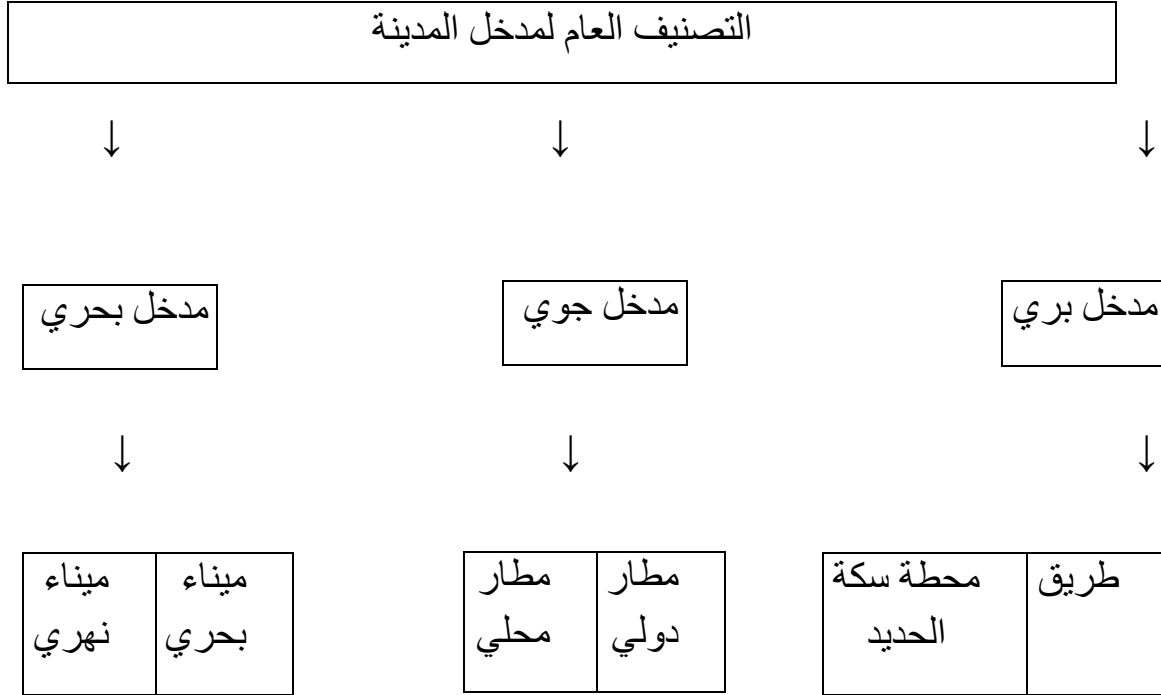 التصنيف العام لمدخل المدينة
↓ ↓ ↓
مدخل بري
مدخل جوي
مدخل بحري
↓ ↓ ↓
طريق
محطة سكة
الحديد
مطار
دولي
مطار
محلي
ميناء
بحري
ميناء
نهري